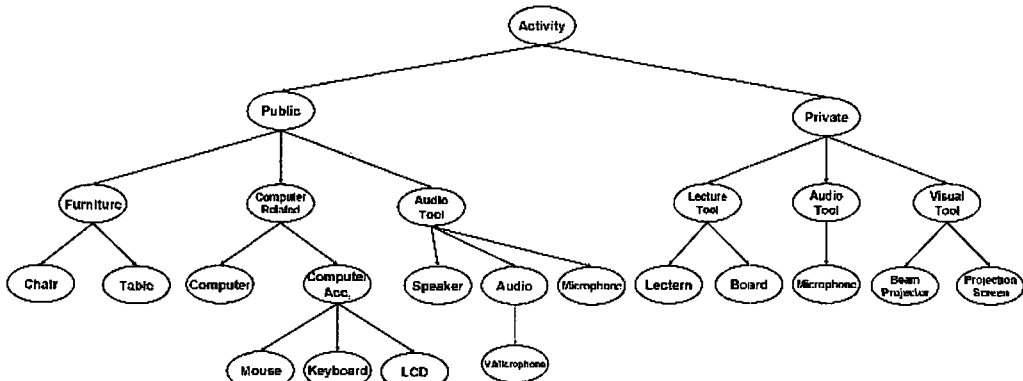 Activity
Public
Private
Furniture
Computer
Related
Audio
Tool
Lecture
Tool
Audio
Tool
Visual
Tool
Chair
Table
Computer
Computer
Acc,
Speaker
Audio
Microphone
Lectern
Board
Microphone
Beam
Projector
Projection
Screen
Mouse
Keyboard
LCD
V.Microphone